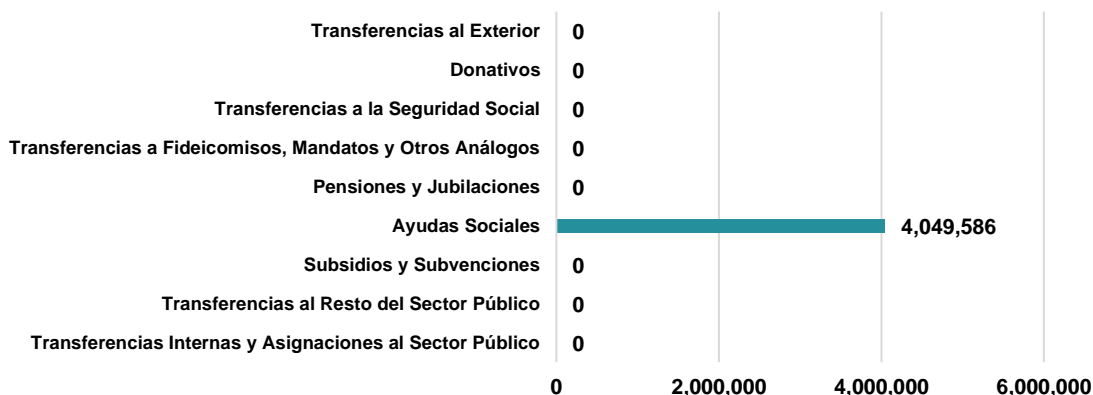 Transferencias al Exterior 0
Donativos 0
Transferencias a la Seguridad Social 0
Transferencias a Fideicomisos, Mandatos y Otros Análogos 0
Pensiones y Jubilaciones 0
Ayudas Sociales 4,049,586
Subsidios y Subvenciones 0
Transferencias al Resto del Sector Público 0
Transferencias Internas y Asignaciones al Sector Público 0
0 2,000,000 4,000,000 6,000,000